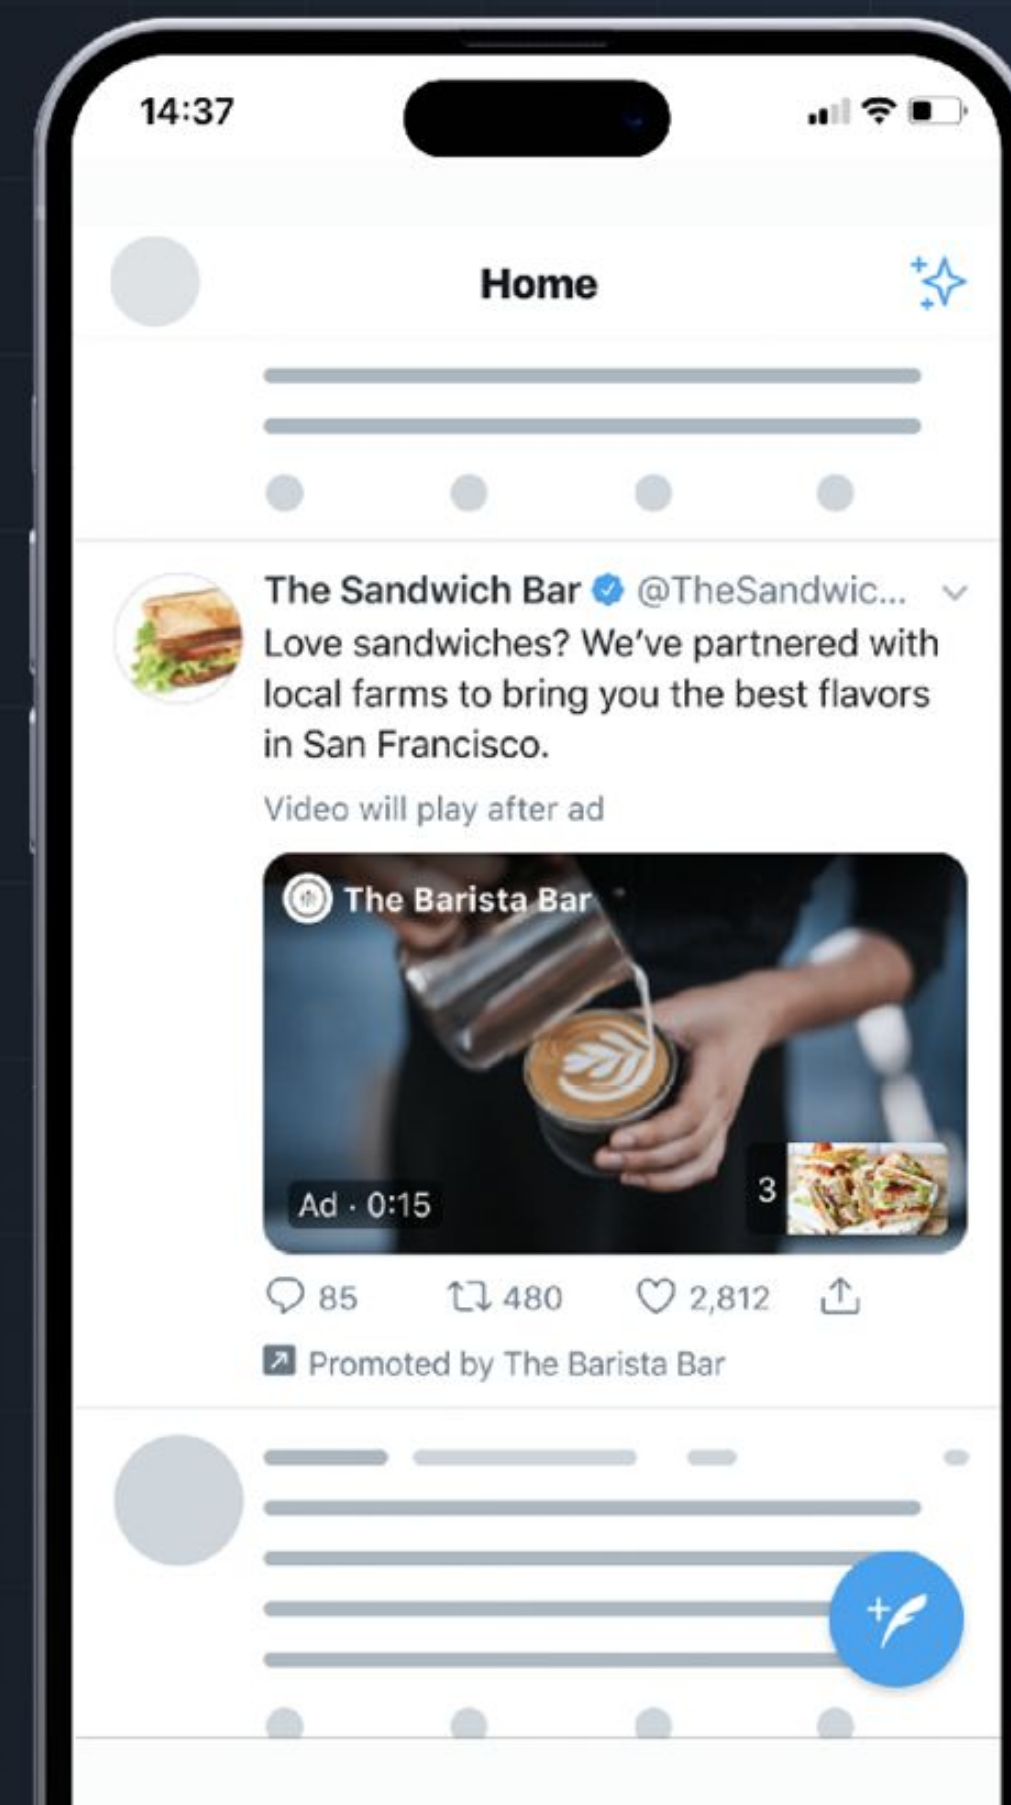 14:37
Home
The Sandwich Bar @TheSandwic...
Love sandwiches? We’ve partnered with
local farms to bring you the best flavors
in San Francisco.
Video will play after ad
The Barista Bar
Ad · 0:15
3
85 480 2,812
Promoted by The Barista Bar